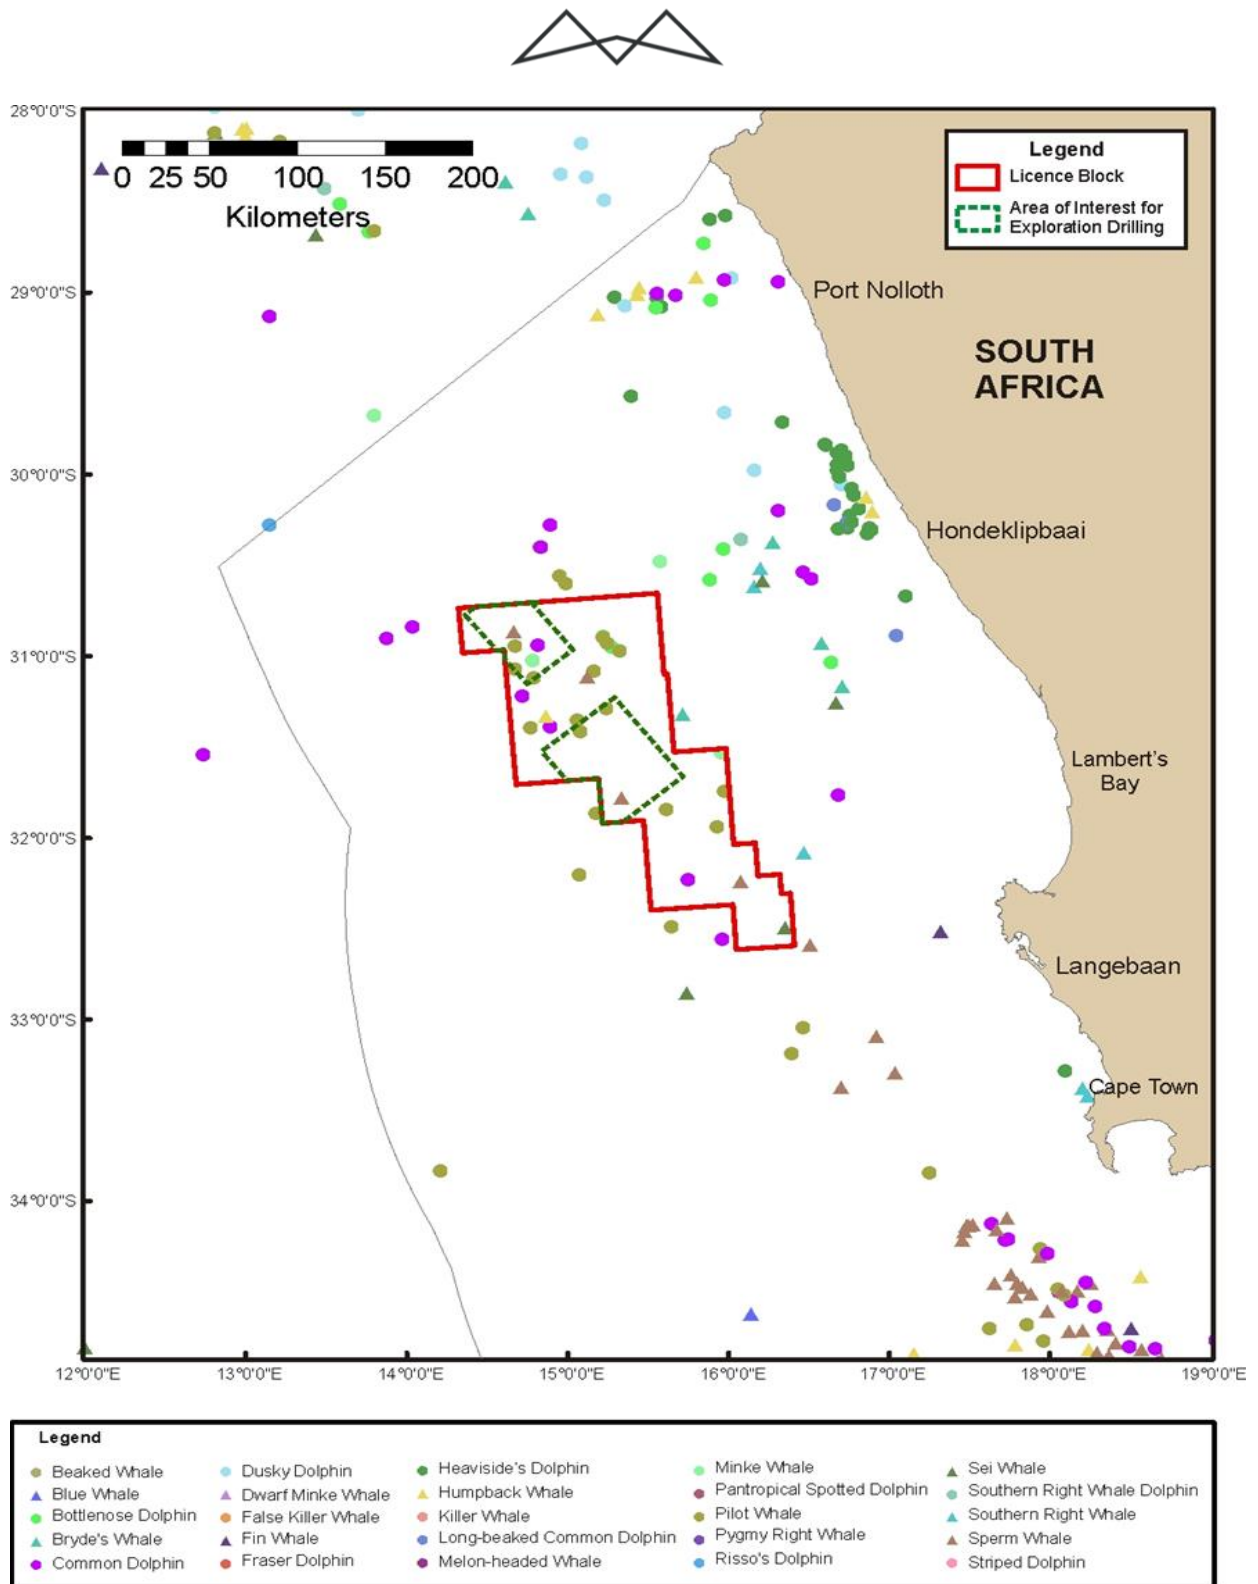 28°0'0"S
0 25 50 100 150 200
Kilometers
Legend
Licence Block
Area of Interest for
Exploration Drilling
29°0'0"S
Port Nolloth
SOUTH
AFRICA
30°0'0"S
Hondeklipbaai
31°0'0"S
Lambert's
Bay
32°0'0"S
Langebaan
33°0'0"S
Cape Town
34°0'0"S
12°0'0"E 13°0'0"E 14°0'0"E 15°0'0"E 16°0'0"E 17°0'0"E 18°0'0"E 19°0'0"E
Legend
Beaked Whale
Blue Whale
Bottlenose Dolphin
Bryde's Whale
Common Dolphin
Dusky Dolphin
Dwarf Minke Whale
False Killer Whale
Fin Whale
Fraser Dolphin
Heaviside's Dolphin
Humpback Whale
Killer Whale
Long-beaked Common Dolphin
Melon-headed Whale
Minke Whale
Pantropical Spotted Dolphin
Pilot Whale
Pygmy Right Whale
Risso's Dolphin
Sei Whale
Southern Right Whale Dolphin
Southern Right Whale
Sperm Whale
Striped Dolphin